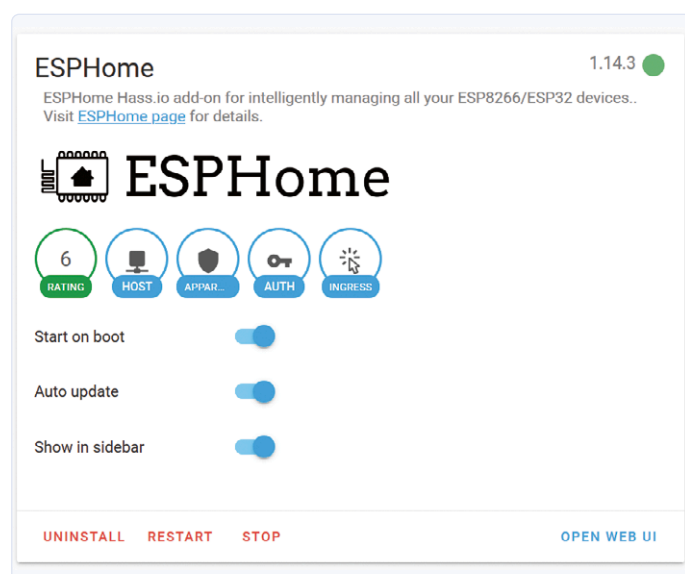 ESPHome
1.14.3
ESPHome Hass.io add-on for intelligently managing all your ESP8266/ESP32 devices..
Visit ESPHome page for details.
ESPHome
6
RATING
HOST
APPAR...
AUTH
INGRESS
Start on boot
Auto update
Show in sidebar
UNINSTALL RESTART STOP
OPEN WEB UI